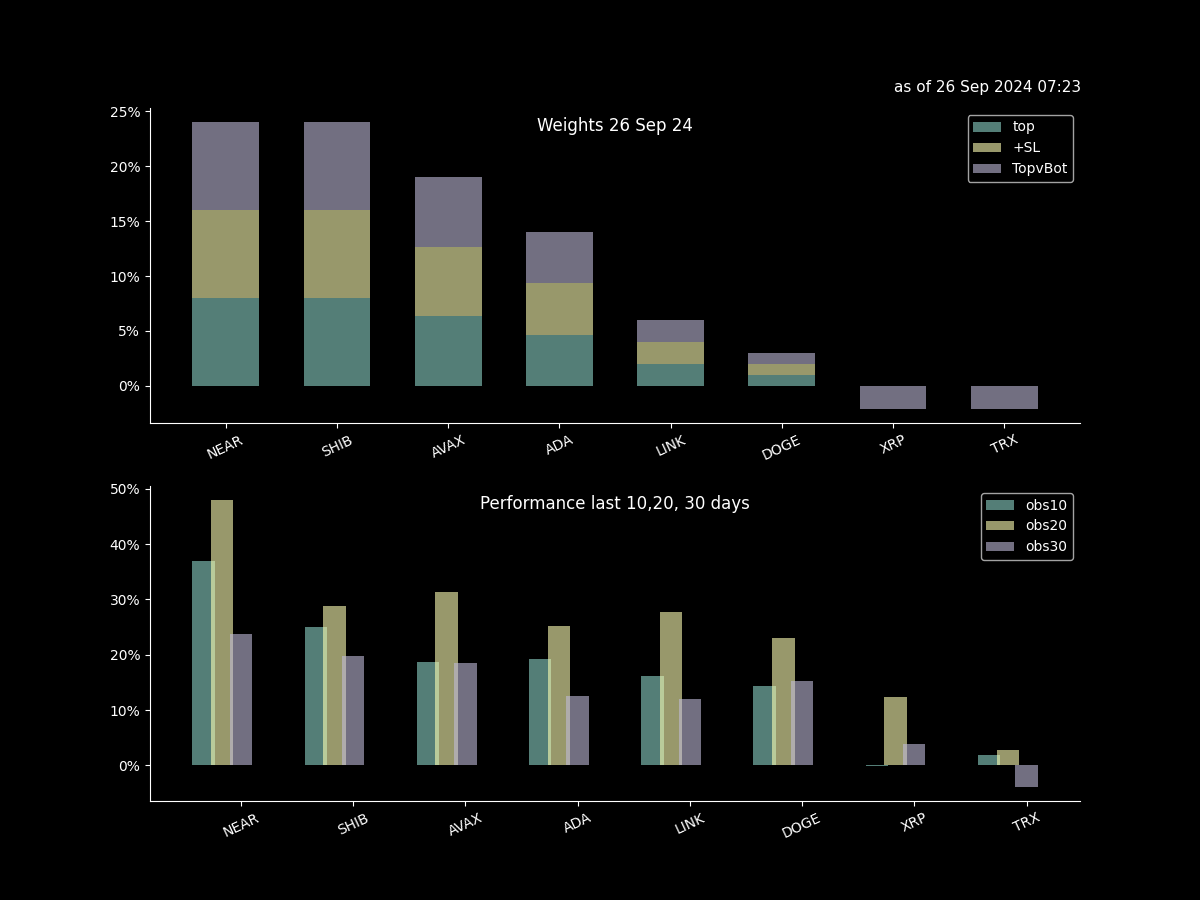 as of 26 Sep 2024 07:23
Weights 26 Sep 24
25%
20%
15%
10%
5%
0%
top
+SL
TopvBot
NEAR SHIB AVAX ADA LINK DOGE XRP TRX
Performance last 10,20, 30 days
50%
40%
30%
20%
10%
0%
obs10
obs20
obs30
NEAR SHIB AVAX ADA LINK DOGE XRP TRX